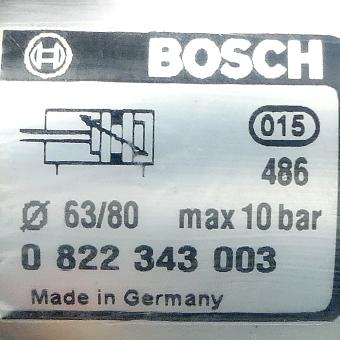 BOSCH
015
486
Ø 63/80 max 10 bar
0 822 343 003
Made in Germany